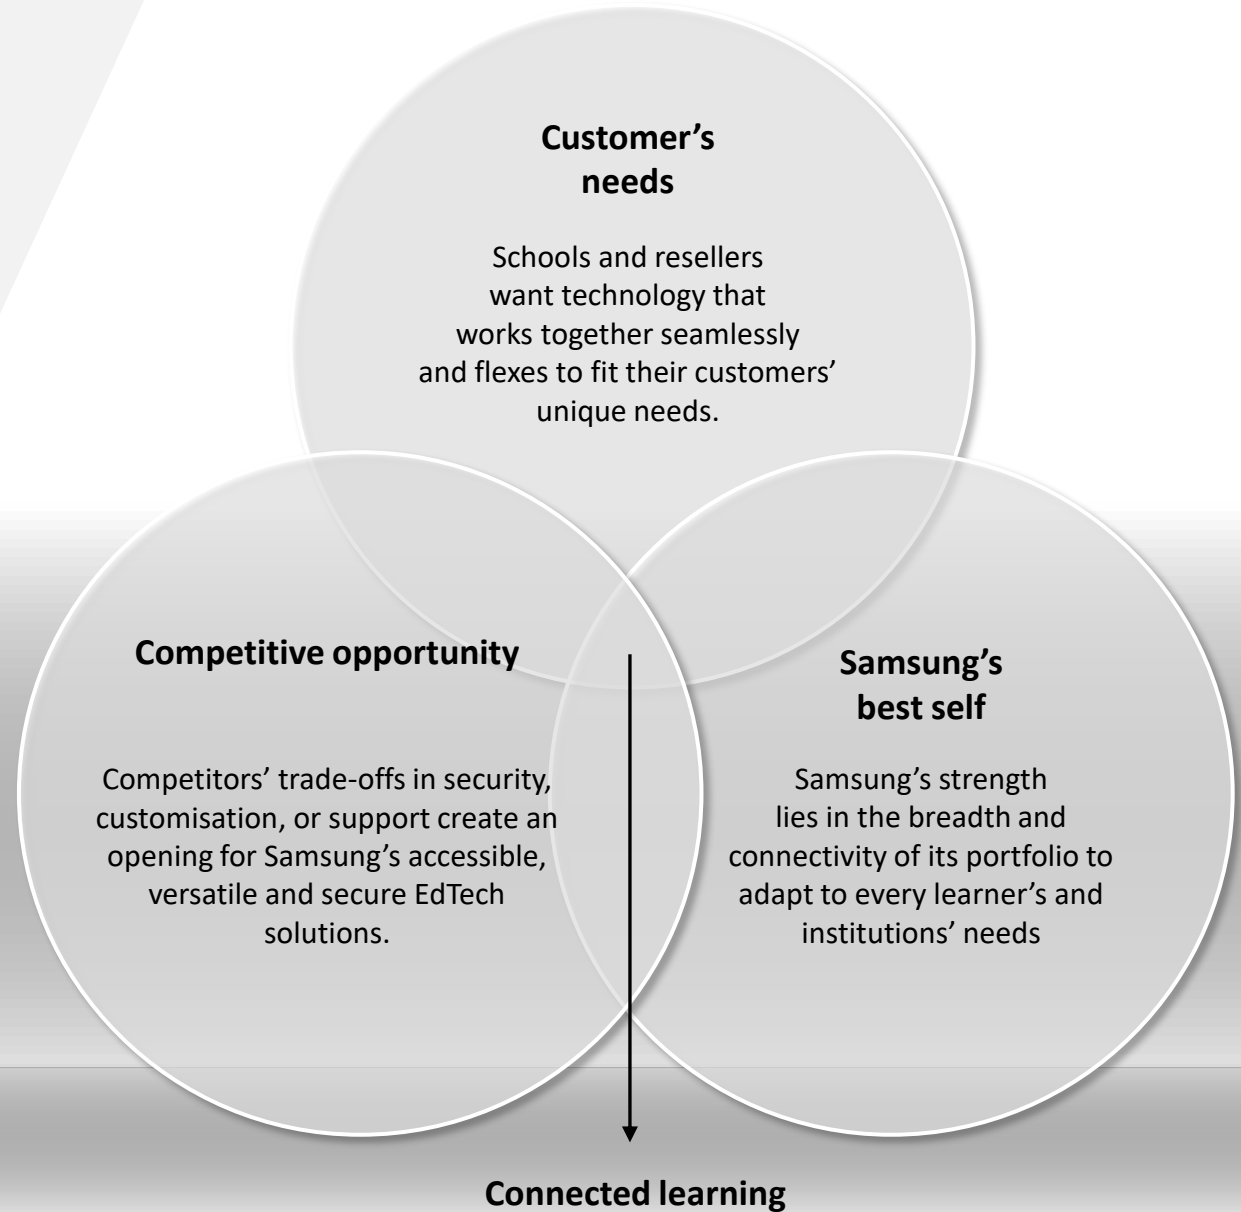 Customer’s
needs
Schools and resellers
want technology that
works together seamlessly
and flexes to fit their customers’
unique needs.
Competitive opportunity
Competitors’ trade-offs in security,
customisation, or support create an
opening for Samsung’s accessible,
versatile and secure EdTech
solutions.
Samsung’s
best self
Samsung’s strength
lies in the breadth and
connectivity of its portfolio to
adapt to every learner’s and
institutions’ needs
Connected learning